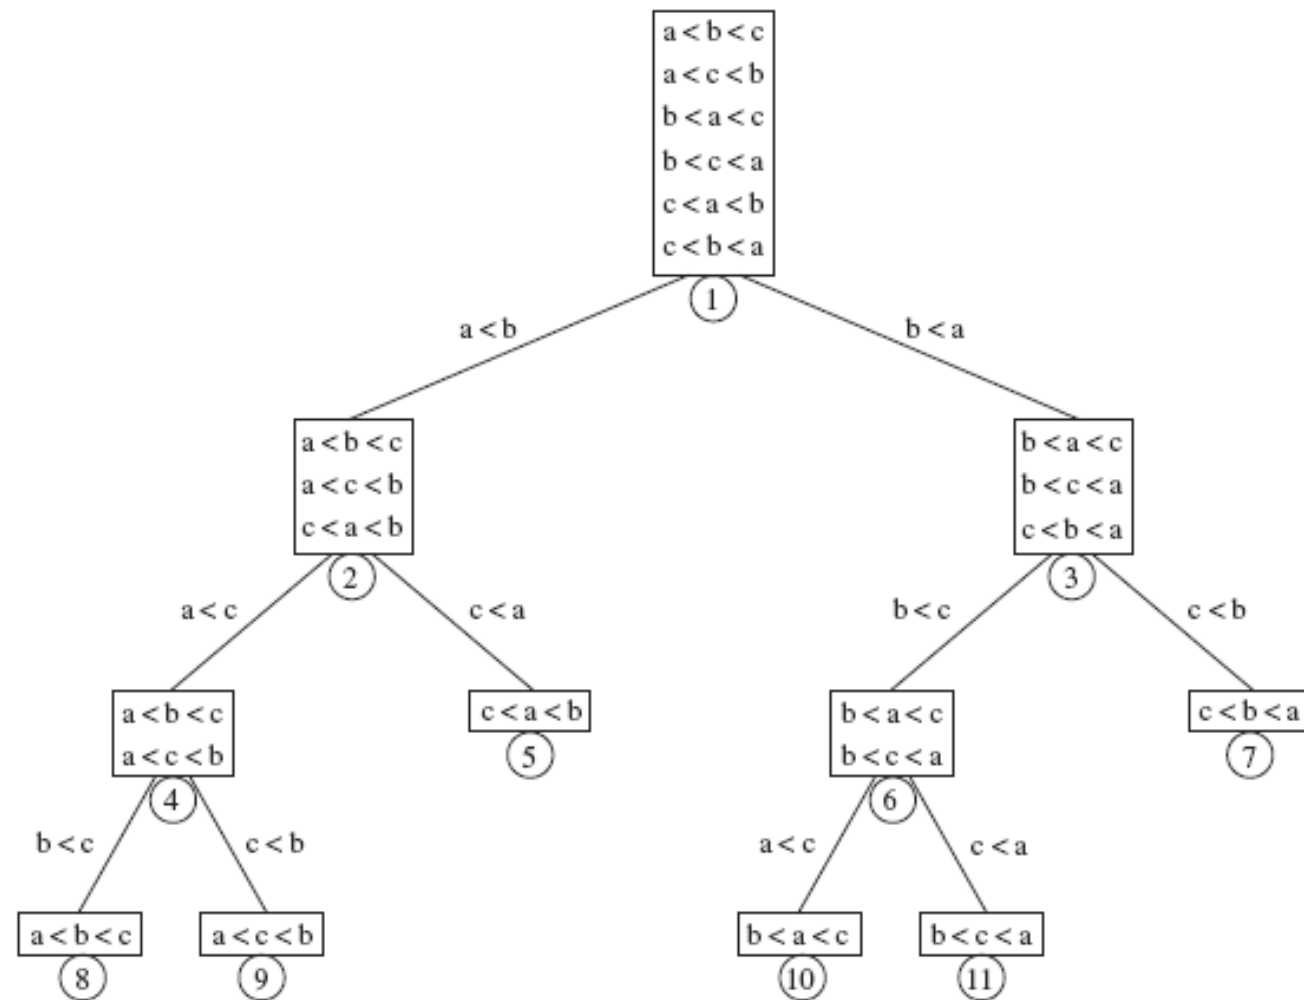 a < b < c
a < c < b
b < a < c
b < c < a
c < a < b
c < b < a
1
a < b
b < a
a < b < c
a < c < b
c < a < b
2
b < a < c
b < c < a
c < b < a
3
a < c
c < a
b < c
c < b
a < b < c
a < c < b
4
c < a < b
5
b < a < c
b < c < a
6
c < b < a
7
b < c
c < b
a < c
c < a
a < b < c
8
a < c < b
9
b < a < c
10
b < c < a
11